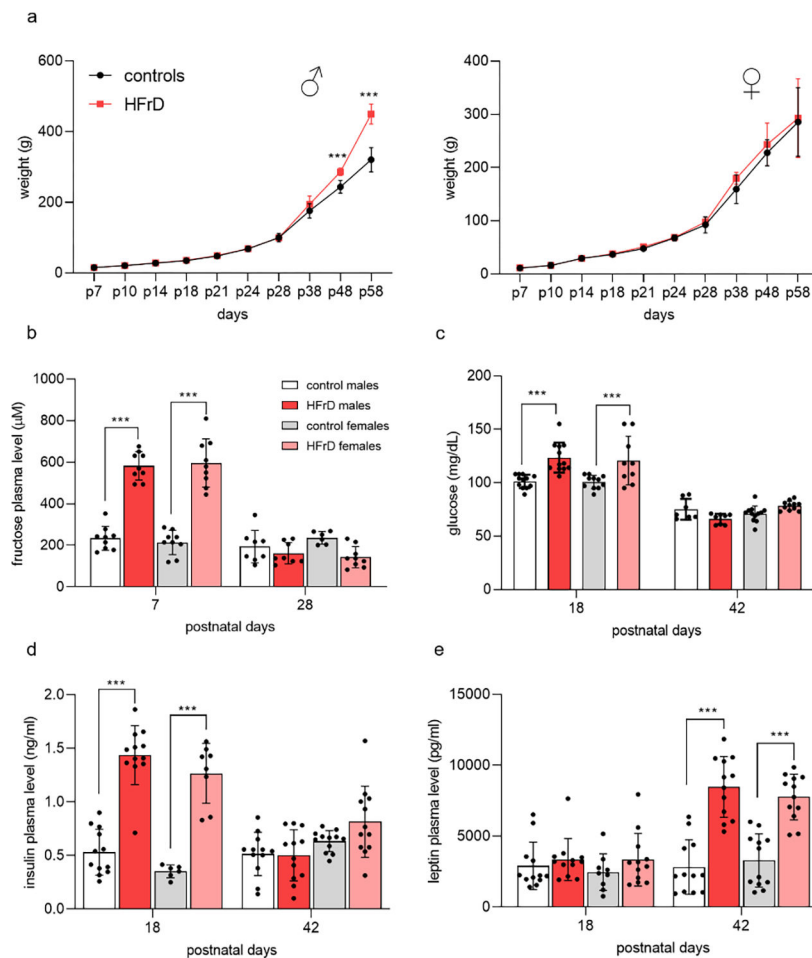 a
controls
HFrD
♂
***
***
weight (g)
600
400
200
0
p7 p10 p14 p18 p21 p24 p28 p38 p48 p58
days
♀
weight (g)
400
300
200
100
0
p7 p10 p14 p18 p21 p24 p28 p38 p48 p58
days
b
fructose plasma level (μM)
1000
800
600
400
200
0
***
***
control males
HFrD males
control females
HFrD females
7 28
postnatal days
c
glucose (mg/dL)
200
150
100
50
0
***
***
18 42
postnatal days
d
insulin plasma level (ng/ml)
2.0
1.5
1.0
0.5
0.0
***
***
18 42
postnatal days
e
leptin plasma level (pg/ml)
15000
10000
5000
0
***
***
18 42
postnatal days